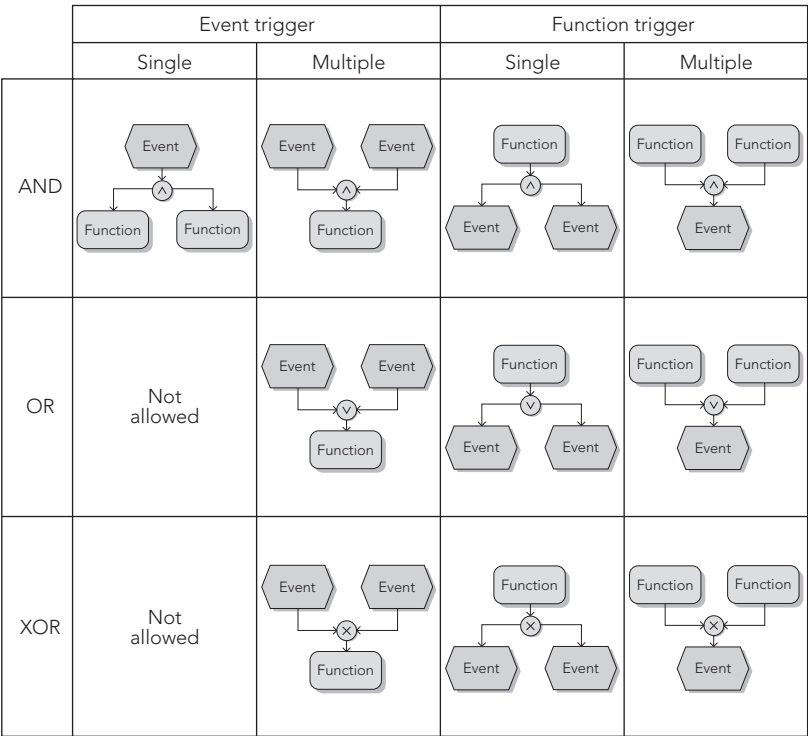 Event trigger Function trigger
Single Multiple Single Multiple
AND
Event Event Event Function Function Function
∧ ∧ ∧ ∧
Function Function Function Event Event Event
OR
Not
allowed
Event Event Function Function Function
∨ ∨ ∨
Function Event Event Event
XOR
Not
allowed
Event Event Function Function Function
× × ×
Function Event Event Event